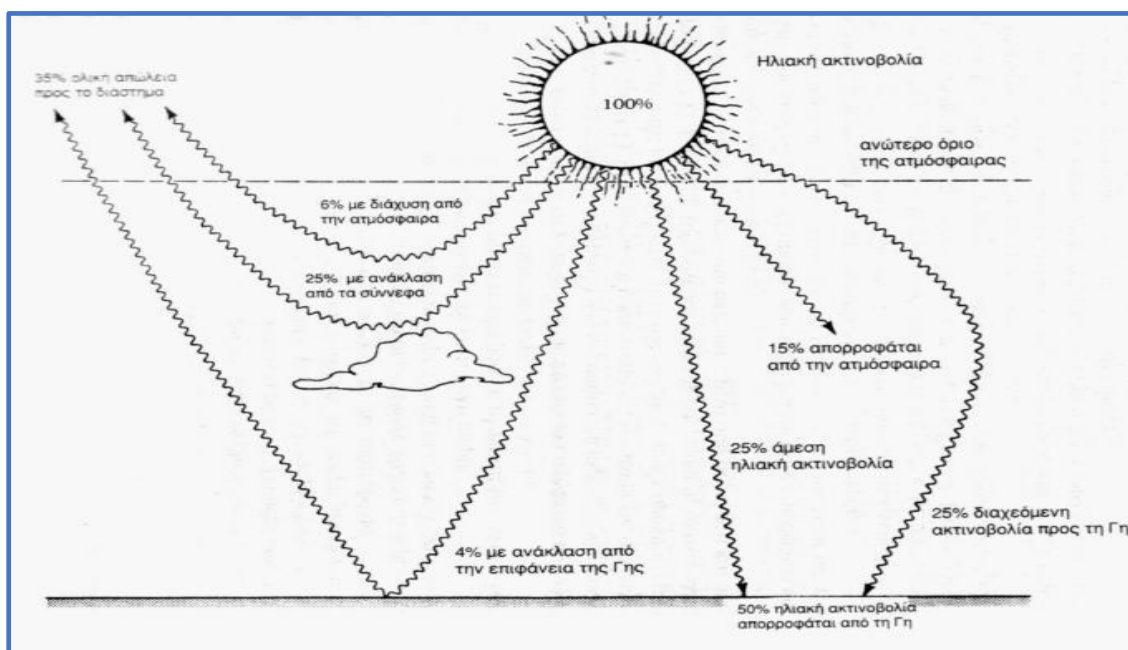 35% ολική απώλεια
προς το διάστημα
100%
Ηλιακή ακτινοβολία
ανώτερο όριο
της ατμόσφαιρας
6% με διάχυση από
την ατμόσφαιρα
25% με ανάκλαση
από τα σύννεφα
15% απορροφάται
από την ατμόσφαιρα
25% άμεση
ηλιακή ακτινοβολία
25% διαχεόμενη
ακτινοβολία προς τη Γη
4% με ανάκλαση από
την επιφάνεια της Γης
50% ηλιακή ακτινοβολία
απορροφάται από τη Γη